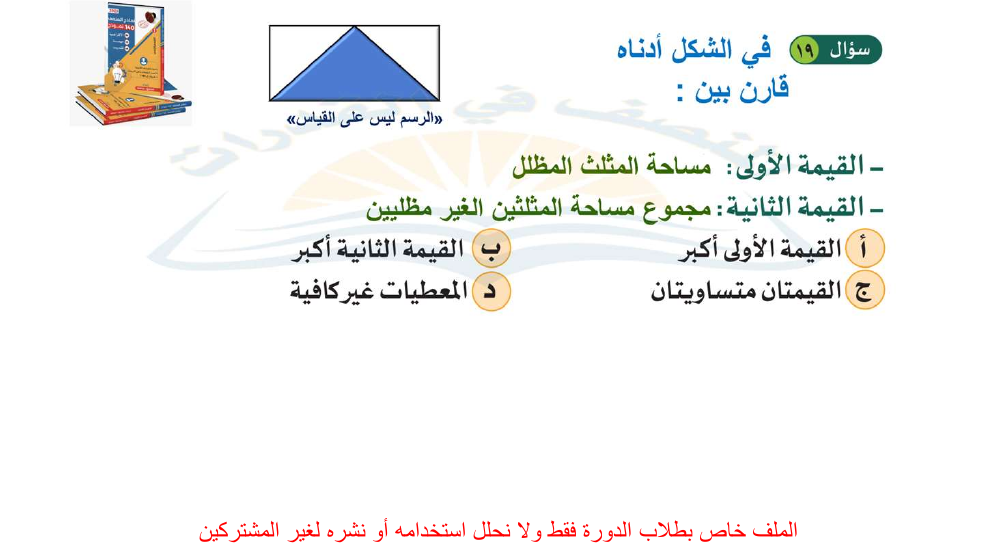 سؤال ١٩ في الشكل أدناه
قارن بين :
«الرسم ليس على القياس»
– القيمة الأولى: مساحة المثلث المظلل
– القيمة الثانية: مجموع مساحة المثلثين الغير مظليين
أ القيمة الأولى أكبر
ب القيمة الثانية أكبر
ج القيمتان متساويتان
د المعطيات غير كافية
الملف خاص بطلاب الدورة فقط ولا نحلل استخدامه أو نشره لغير المشتركين